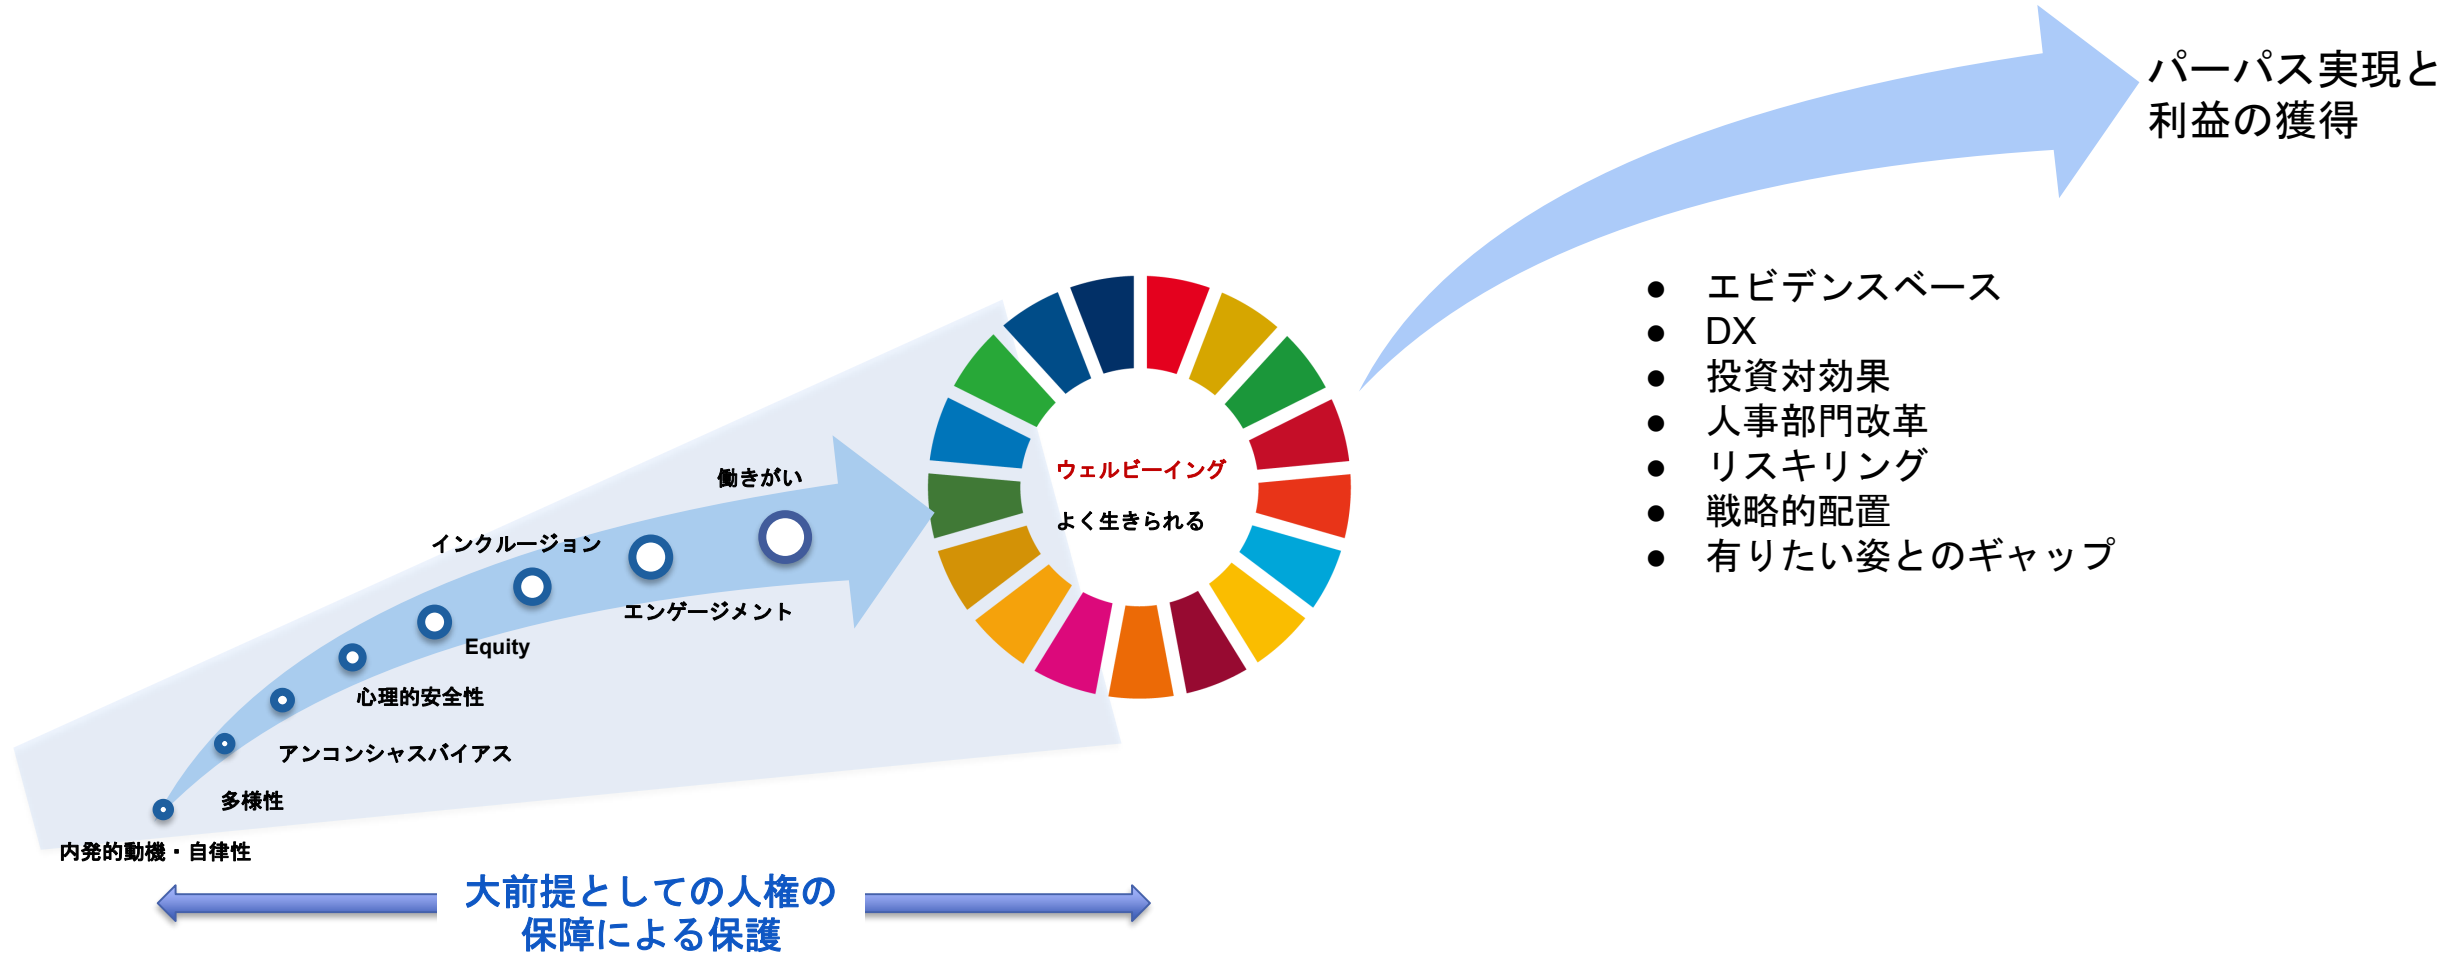 パーパス実現と
利益の獲得
● エビデンスベース
● DX
● 投資対効果
● 人事部門改革
● リスキリング
● 戦略的配置
● 有りたい姿とのギャップ
ウェルビーイング
よく生きられる
働きがい
インクルージョン
エンゲージメント
Equity
心理的安全性
アンコンシャスバイアス
多様性
内発的動機・自律性
大前提としての人権の
保障による保護